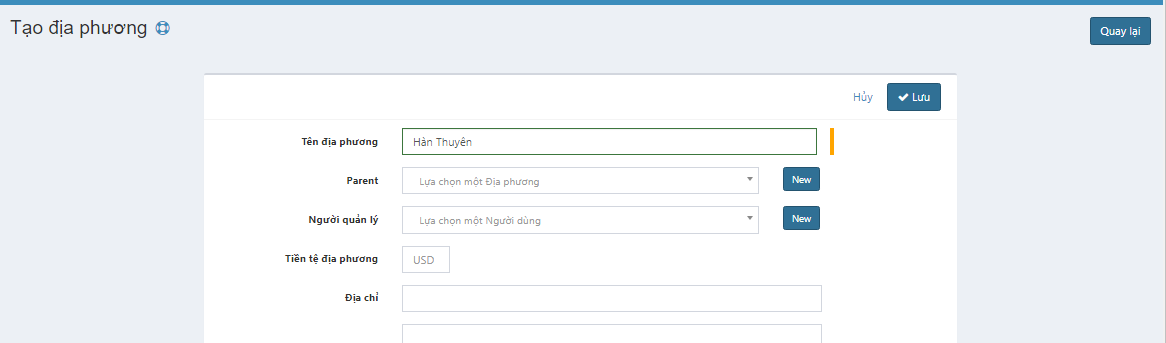 Tạo địa phương
Quay lại
Hủy
Lưu
Tên địa phương
Hàn Thuyên
Parent
Lựa chọn một Địa phương
New
Người quản lý
Lựa chọn một Người dùng
New
Tiền tệ địa phương
USD
Địa chỉ